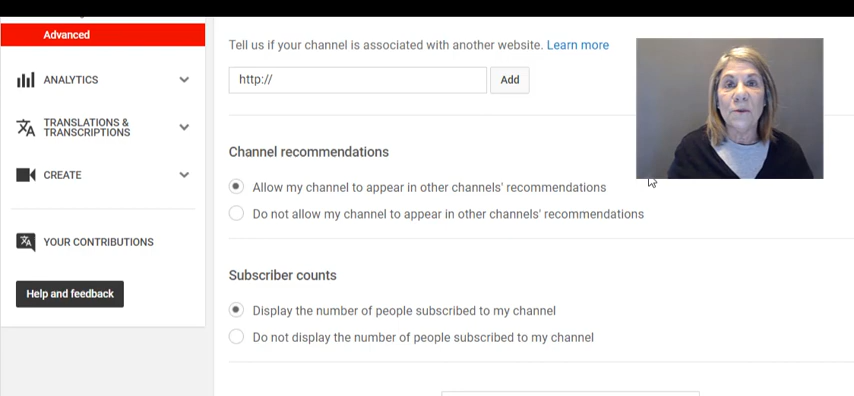 Advanced
ANALYTICS
TRANSLATIONS &
TRANSCRIPTIONS
CREATE
YOUR CONTRIBUTIONS
Help and feedback
Tell us if your channel is associated with another website. Learn more
http://
Add
Channel recommendations
Allow my channel to appear in other channels' recommendations
Do not allow my channel to appear in other channels' recommendations
Subscriber counts
Display the number of people subscribed to my channel
Do not display the number of people subscribed to my channel